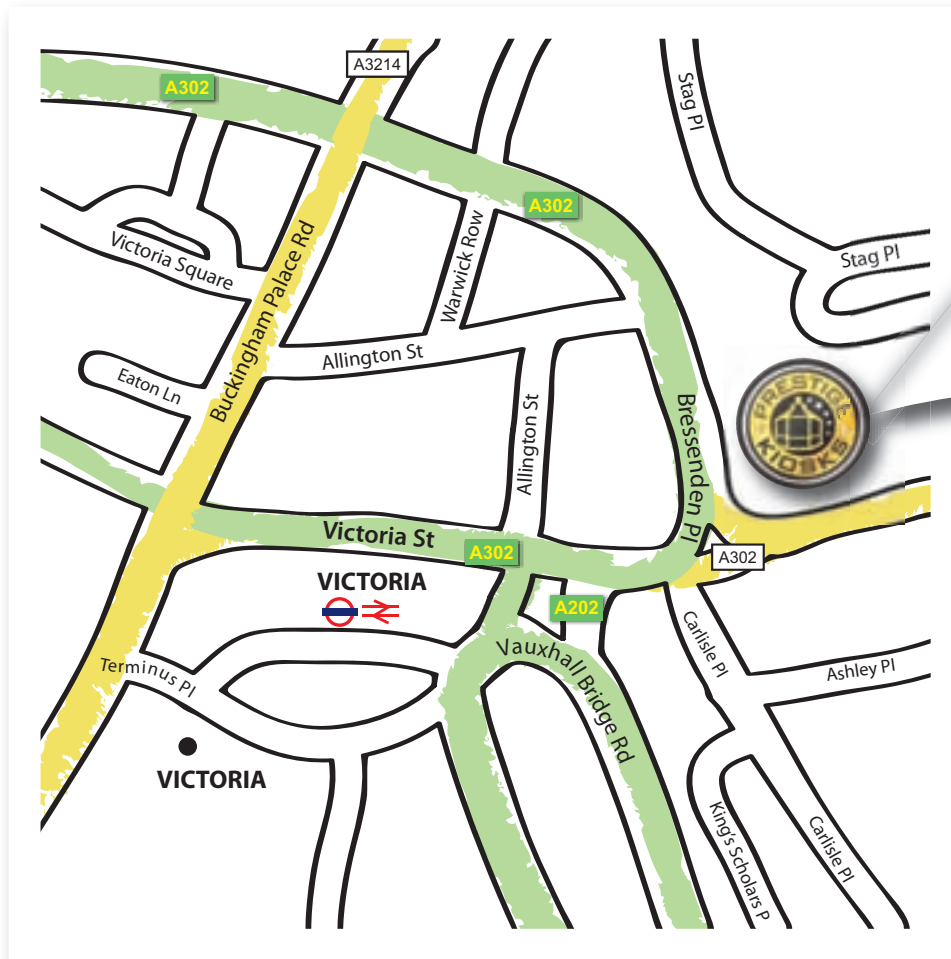 A3214
A302
Stag Pl
A302
Warwick Row
Stag Pl
Victoria Square
Buckingham Palace Rd
Allington St
Eaton Ln
PRESTIGE
KIOSKS
Allington St
Bressenden Pl
Victoria St
A302
A302
VICTORIA
A202
Carlisle Pl
Vauxhall Bridge Rd
Terminus Pl
Ashley Pl
VICTORIA
King's Scholars P
Carlisle Pl